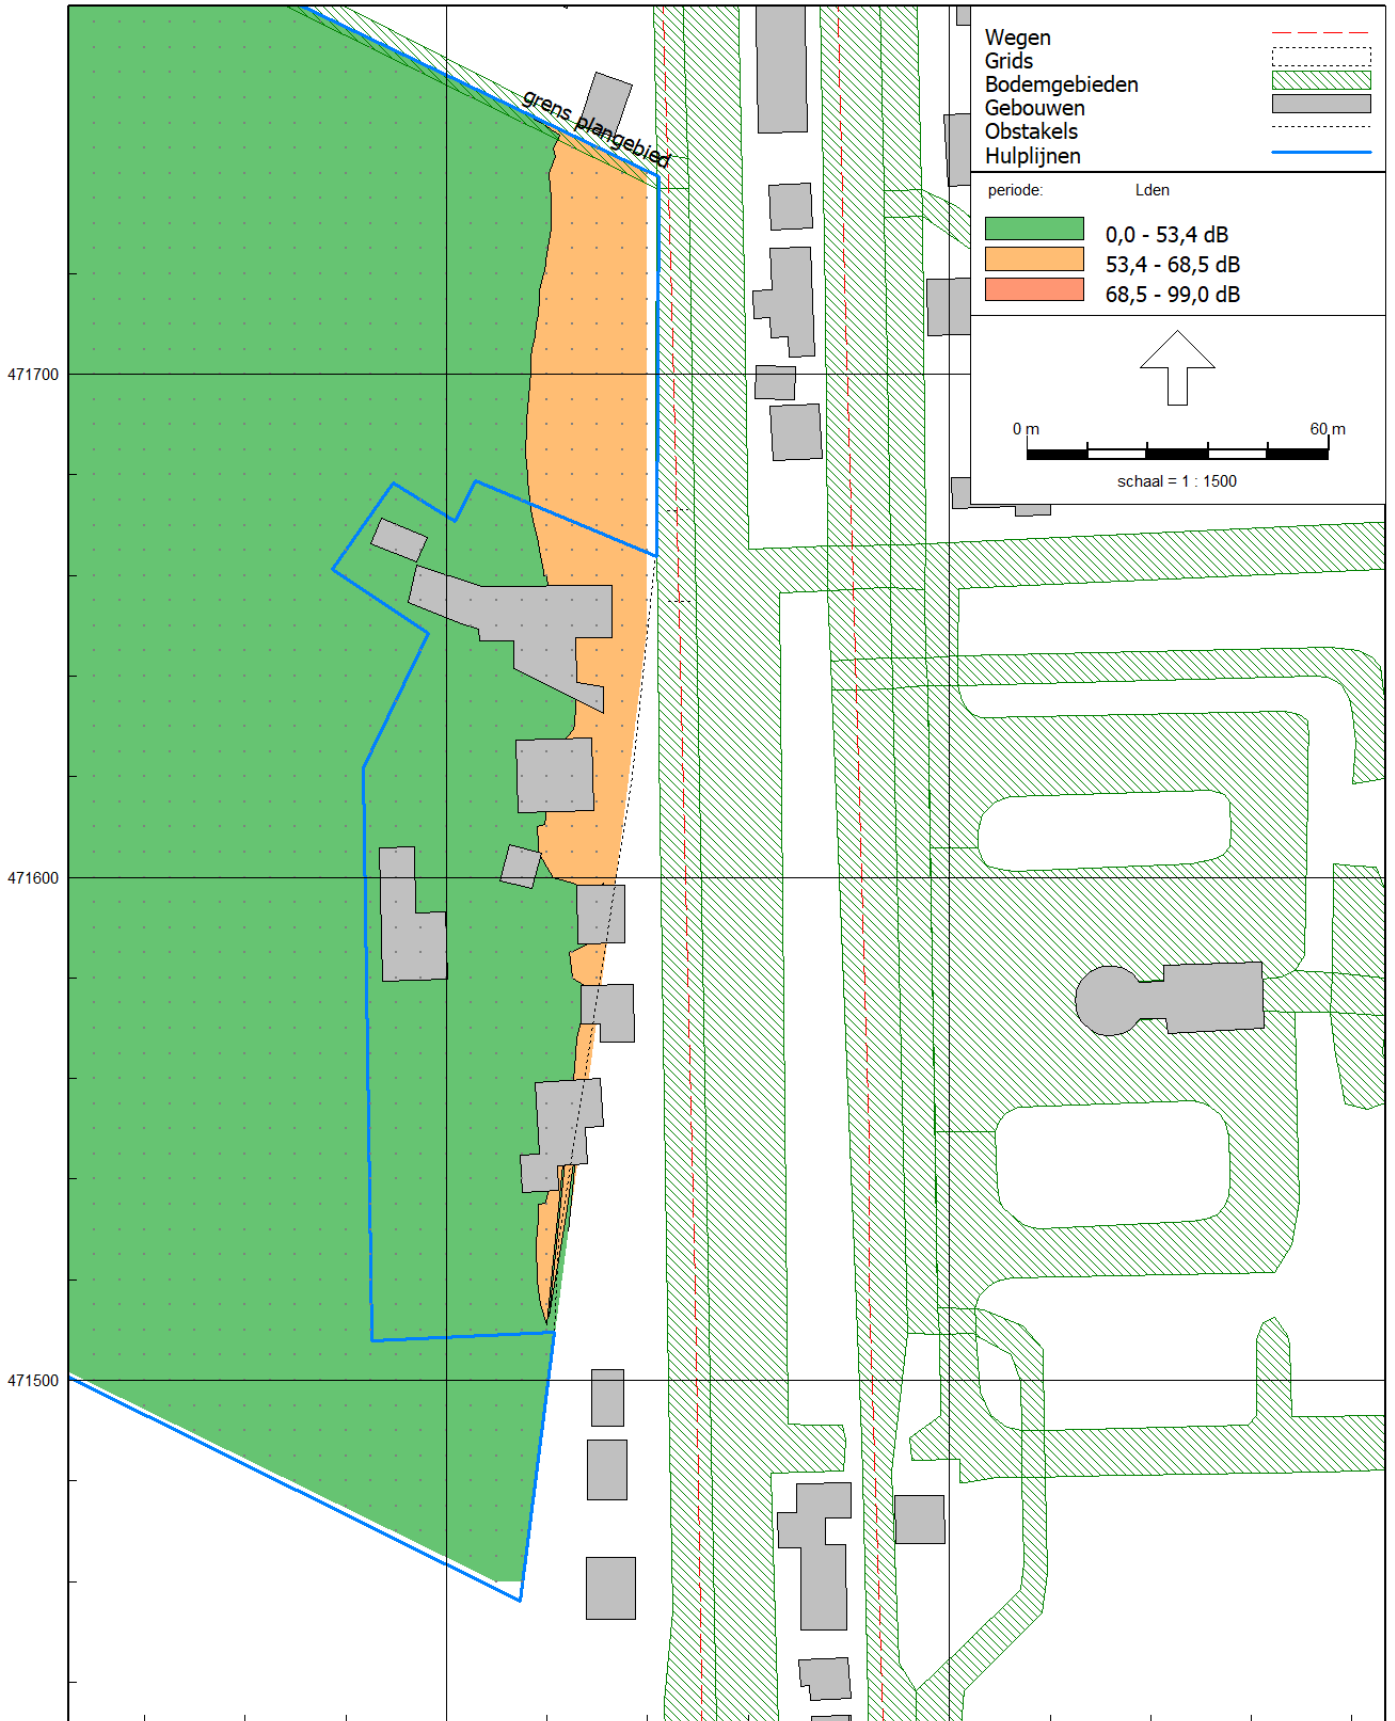 Wegen
Grids
Bodemgebieden
Gebouwen
Obstakels
Hulplijnen
periode: Lden
0,0 - 53,4 dB
53,4 - 68,5 dB
68,5 - 99,0 dB
0 m 60 m
schaal = 1 : 1500
grens plangebied
471700
471600
471500